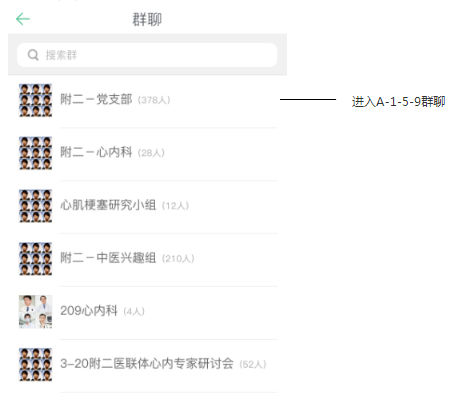 群聊
搜索群
附二－党支部 (378人)
进入A-1-5-9群聊
附二－心内科 (28人)
心肌梗塞研究小组 (12人)
附二－中医兴趣组 (210人)
209心内科 (4人)
3-20附二医联体心内专家研讨会 (52人)